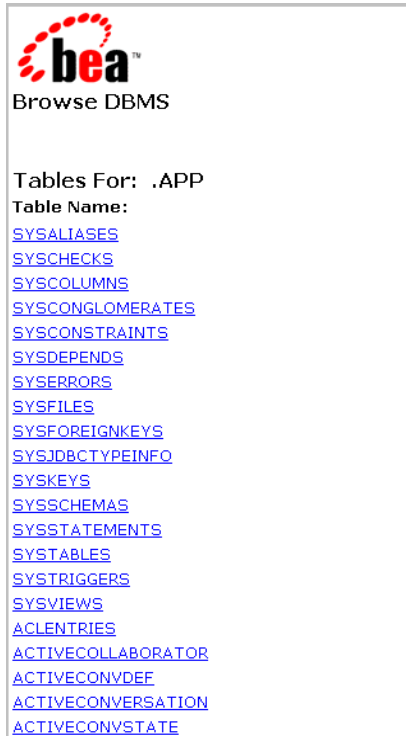 bea™
Browse DBMS
Tables For: .APP
Table Name:
SYSALIASES
SYSCHECKS
SYSCOLUMNS
SYSCONGLOMERATES
SYSCONSTRAINTS
SYSDEPENDS
SYSERRORS
SYSFILES
SYSFOREIGNKEYS
SYSJDBCTYPEINFO
SYSKEYS
SYSSCHEMAS
SYSSTATEMENTS
SYSTABLES
SYSTRIGGERS
SYSVIEWS
ACLENTRIES
ACTIVECOLLABORATOR
ACTIVECONVDEF
ACTIVECONVERSATION
ACTIVECONVSTATE